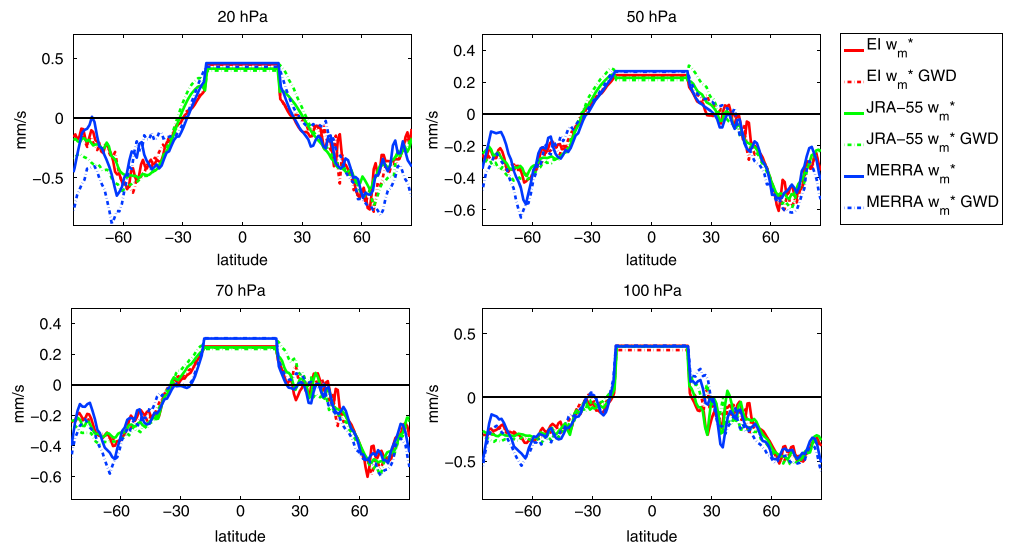 20 hPa
0.5
0
−0.5
mm/s
−60
−30
0
30
60
latitude
50 hPa
0.4
0.2
0
−0.2
−0.4
−0.6
mm/s
−60
−30
0
30
60
latitude
EI w_m*
EI w_m* GWD
JRA−55 w_m*
JRA−55 w_m* GWD
MERRA w_m*
MERRA w_m* GWD
70 hPa
0.4
0.2
0
−0.2
−0.4
−0.6
mm/s
−60
−30
0
30
60
latitude
100 hPa
0.5
0
−0.5
mm/s
−60
−30
0
30
60
latitude